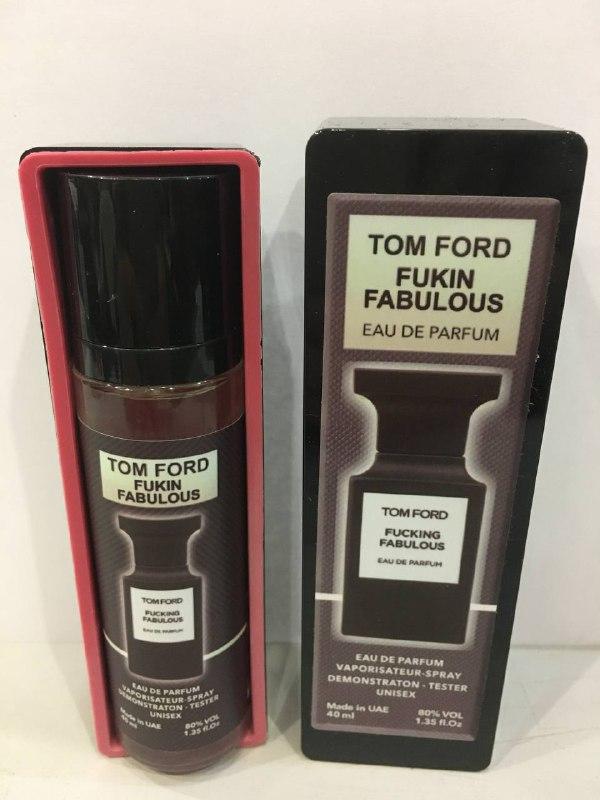 TOM FORD
FUKIN
FABULOUS
TOM FORD
FUCKING
FABULOUS
EAU DE PARFUM
EAU DE PARFUM
VAPORISATEUR-SPRAY
DEMONSTRATON - TESTER
UNISEX
Made in UAE
40 ml
80% VOL
1.35 fl.Oz
TOM FORD
FUKIN
FABULOUS
EAU DE PARFUM
TOM FORD
FUCKING
FABULOUS
EAU DE PARFUM
EAU DE PARFUM
VAPORISATEUR-SPRAY
DEMONSTRATON - TESTER
UNISEX
Made in UAE
40 ml
80% VOL
1.35 fl.Oz